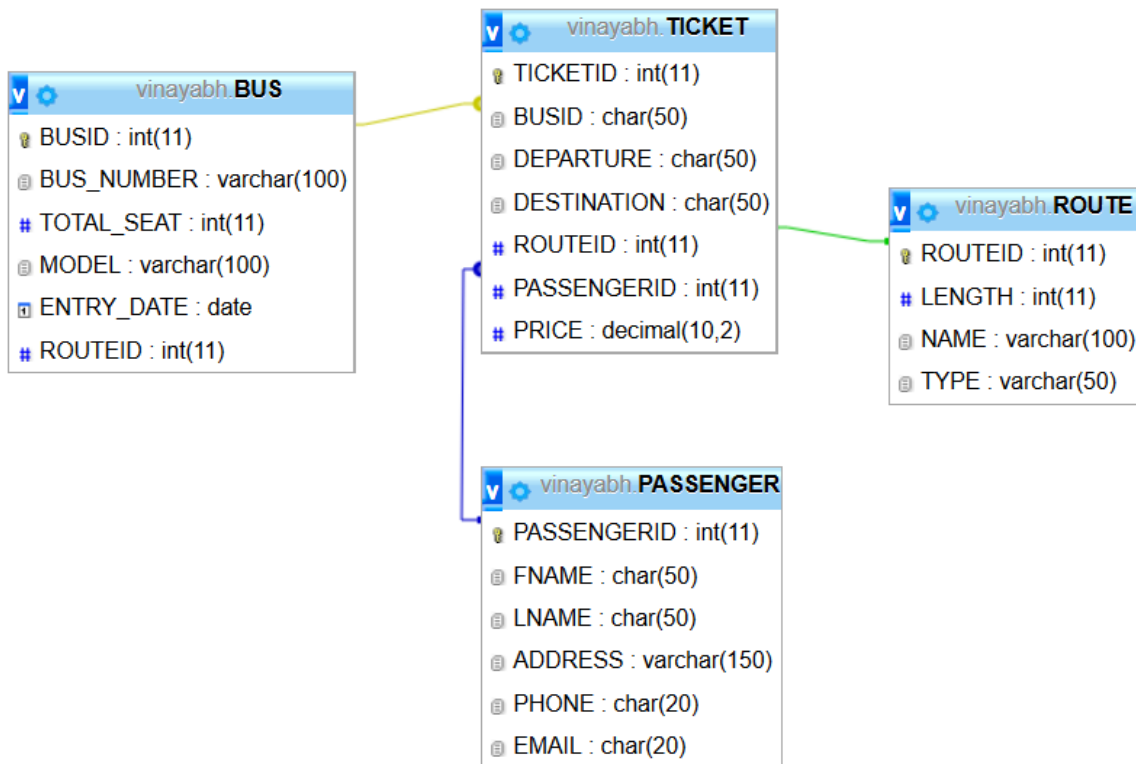 vinayabh.BUS
BUSID : int(11)
BUS_NUMBER : varchar(100)
TOTAL_SEAT : int(11)
MODEL : varchar(100)
ENTRY_DATE : date
ROUTEID : int(11)
v vinayabh.TICKET
TICKETID : int(11)
BUSID : char(50)
DEPARTURE : char(50)
DESTINATION : char(50)
ROUTEID : int(11)
PASSENGERID : int(11)
PRICE : decimal(10,2)
v vinayabh.ROUTE
ROUTEID : int(11)
LENGTH : int(11)
NAME : varchar(100)
TYPE : varchar(50)
v vinayabh.PASSENGER
PASSENGERID : int(11)
FNAME : char(50)
LNAME : char(50)
ADDRESS : varchar(150)
PHONE : char(20)
EMAIL : char(20)